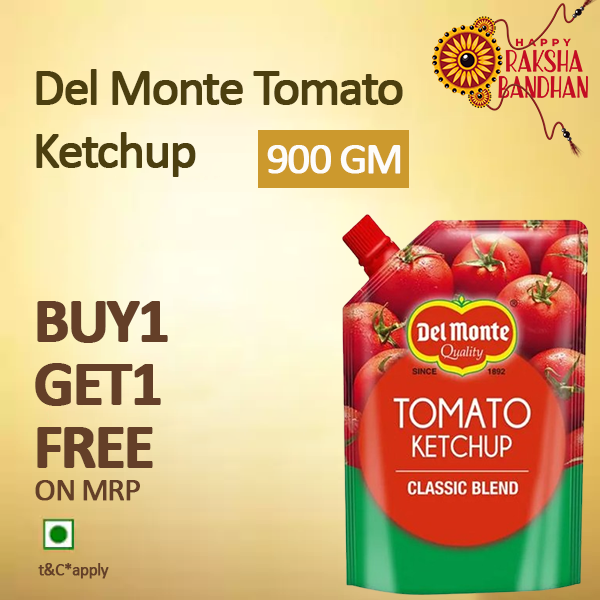 HAPPY
RAKSHA
BANDHAN
Del Monte Tomato
Ketchup
900 GM
BUY1
GET1
FREE
ON MRP
t&C*apply
®
Del Monte
Quality
SINCE 1892
TOMATO
KETCHUP
CLASSIC BLEND